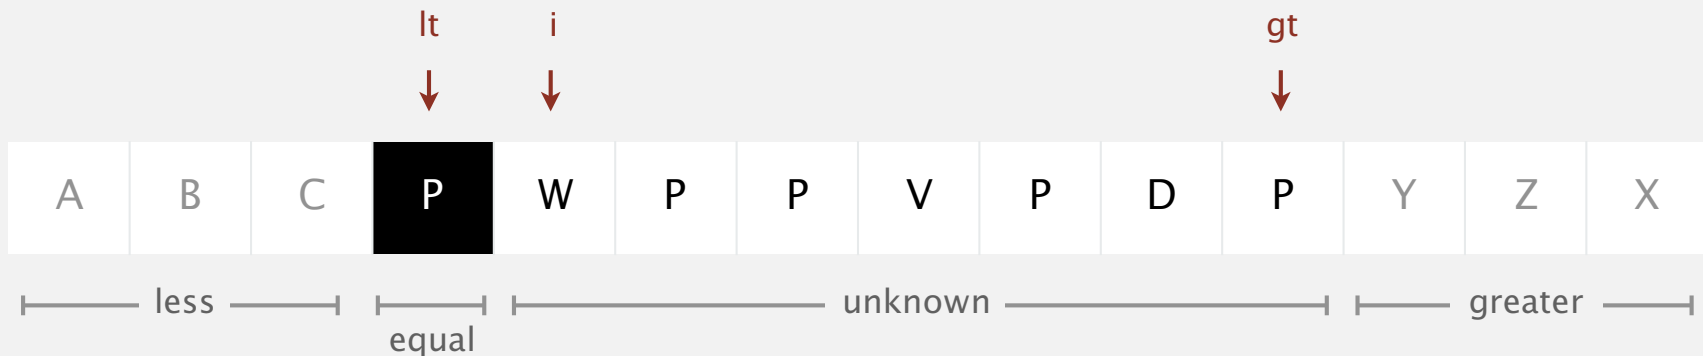 lt i gt
A B C P W P P V P D P Y Z X
less unknown greater
equal